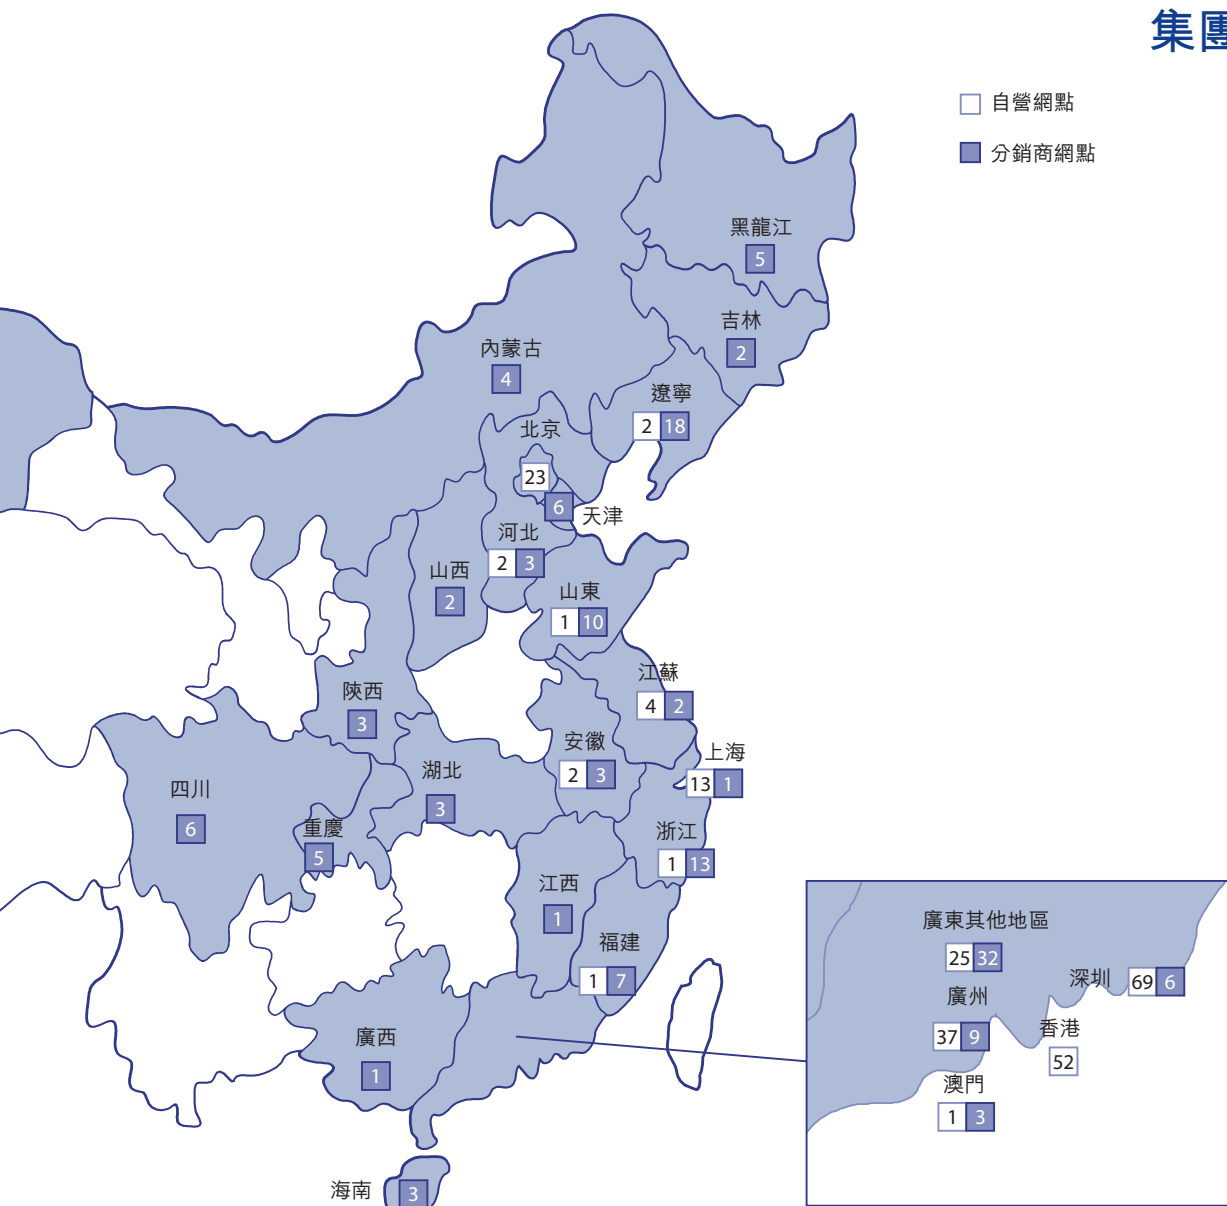 集團
自營網點
分銷商網點
黑龍江
5
吉林
2
內蒙古
4
遼寧
2 18
北京
23
6
天津
河北
2 3
山西
2
山東
1 10
江蘇
4 2
陝西
3
安徽
2 3
上海
13 1
湖北
3
四川
6
重慶
5
浙江
1 13
江西
1
福建
1 7
廣西
1
海南
3
廣東其他地區
25 32
深圳
69 6
廣州
37 9
香港
52
澳門
1 3